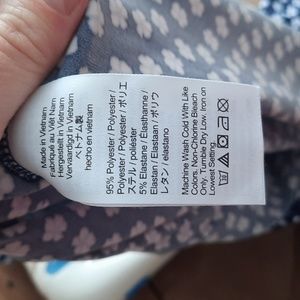 Made in Vietnam
Fabriqué au Viêt Nam
Hergestellt in Vietnam
Vervaardigd in Vietnam
ベトナム製
hecho en vietnam
95% Polyester / Polyester /
Polyester / Polyester / ポリエ
ステル / poliéster
5% Elastane / Elasthanne /
Elastan / Elastaan / ポリウ
レタン / elastano
Machine Wash Cold With Like
Colors. Non-Chlorine Bleach
Only. Tumble Dry Low. Iron on
Lowest Setting.